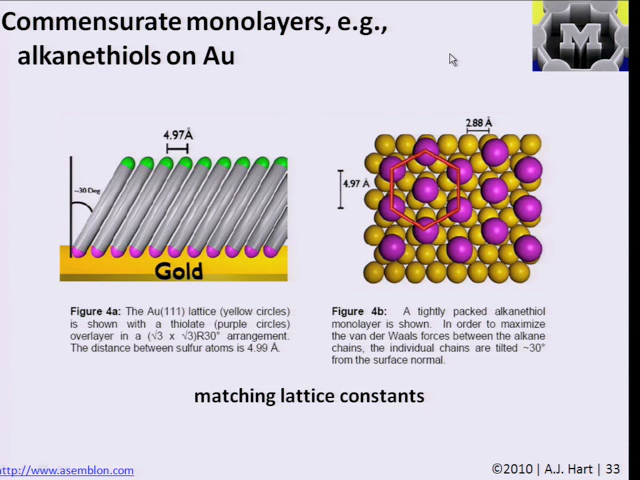 Commensurate monolayers, e.g.,
alkanethiols on Au
M
4.97Å
~30 Deg
Gold
2.88 Å
4.97 Å
Figure 4a: The Au(111) lattice (yellow circles)
is shown with a thiolate (purple circles)
overlayer in a (√3 x √3)R30° arrangement.
The distance between sulfur atoms is 4.99 Å.
Figure 4b: A tightly packed alkanethiol
monolayer is shown. In order to maximize
the van der Waals forces between the alkane
chains, the individual chains are tilted ~30°
from the surface normal.
matching lattice constants
http://www.asemblon.com
©2010 | A.J. Hart | 33